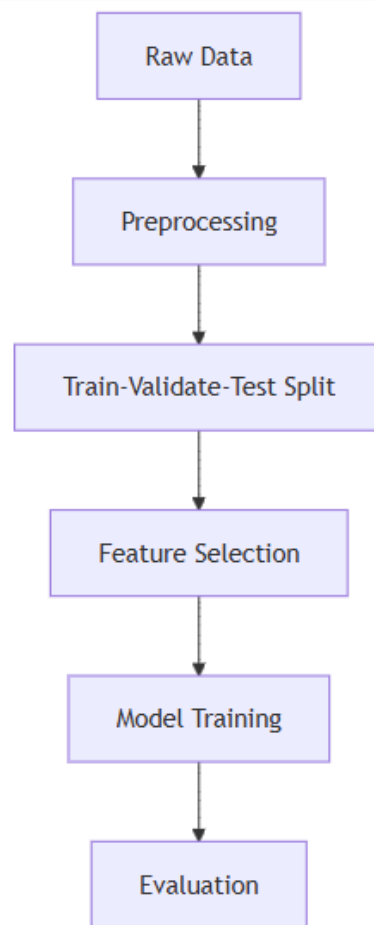 Raw Data
Preprocessing
Train-Validate-Test Split
Feature Selection
Model Training
Evaluation